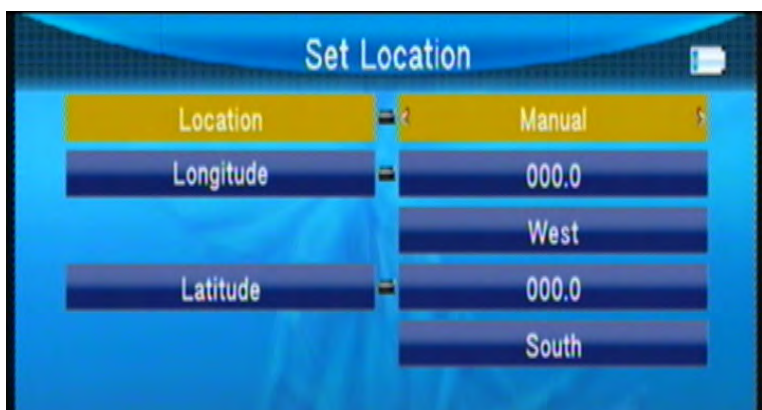 Set Location
Location Manual
Longitude 000.0
West
Latitude 000.0
South